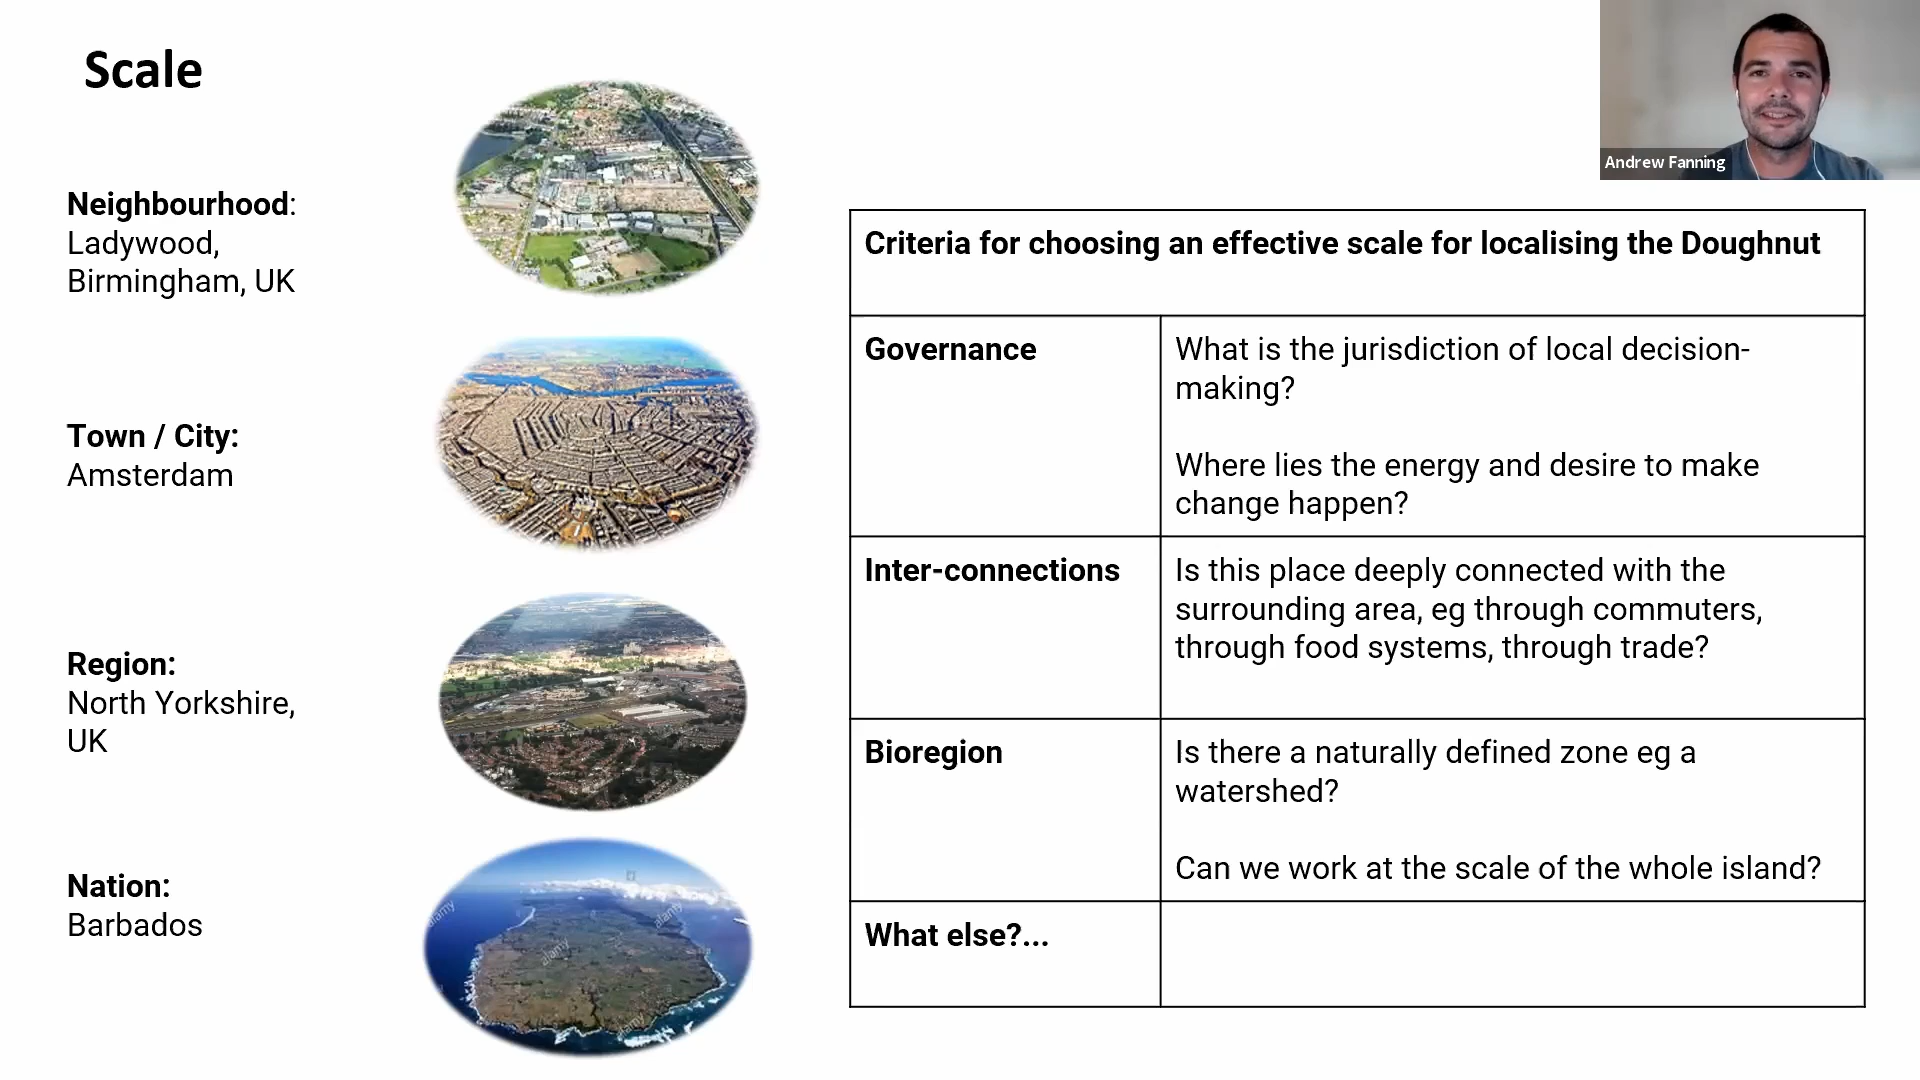 Scale
Andrew Fanning
Neighbourhood:
Ladywood,
Birmingham, UK
Town / City:
Amsterdam
Region:
North Yorkshire,
UK
Nation:
Barbados
alamy
alamy
alamy
alamy
Criteria for choosing an effective scale for localising the Doughnut
Governance
What is the jurisdiction of local decision-
making?
Where lies the energy and desire to make
change happen?
Inter-connections
Is this place deeply connected with the
surrounding area, eg through commuters,
through food systems, through trade?
Bioregion
Is there a naturally defined zone eg a
watershed?
Can we work at the scale of the whole island?
What else?...